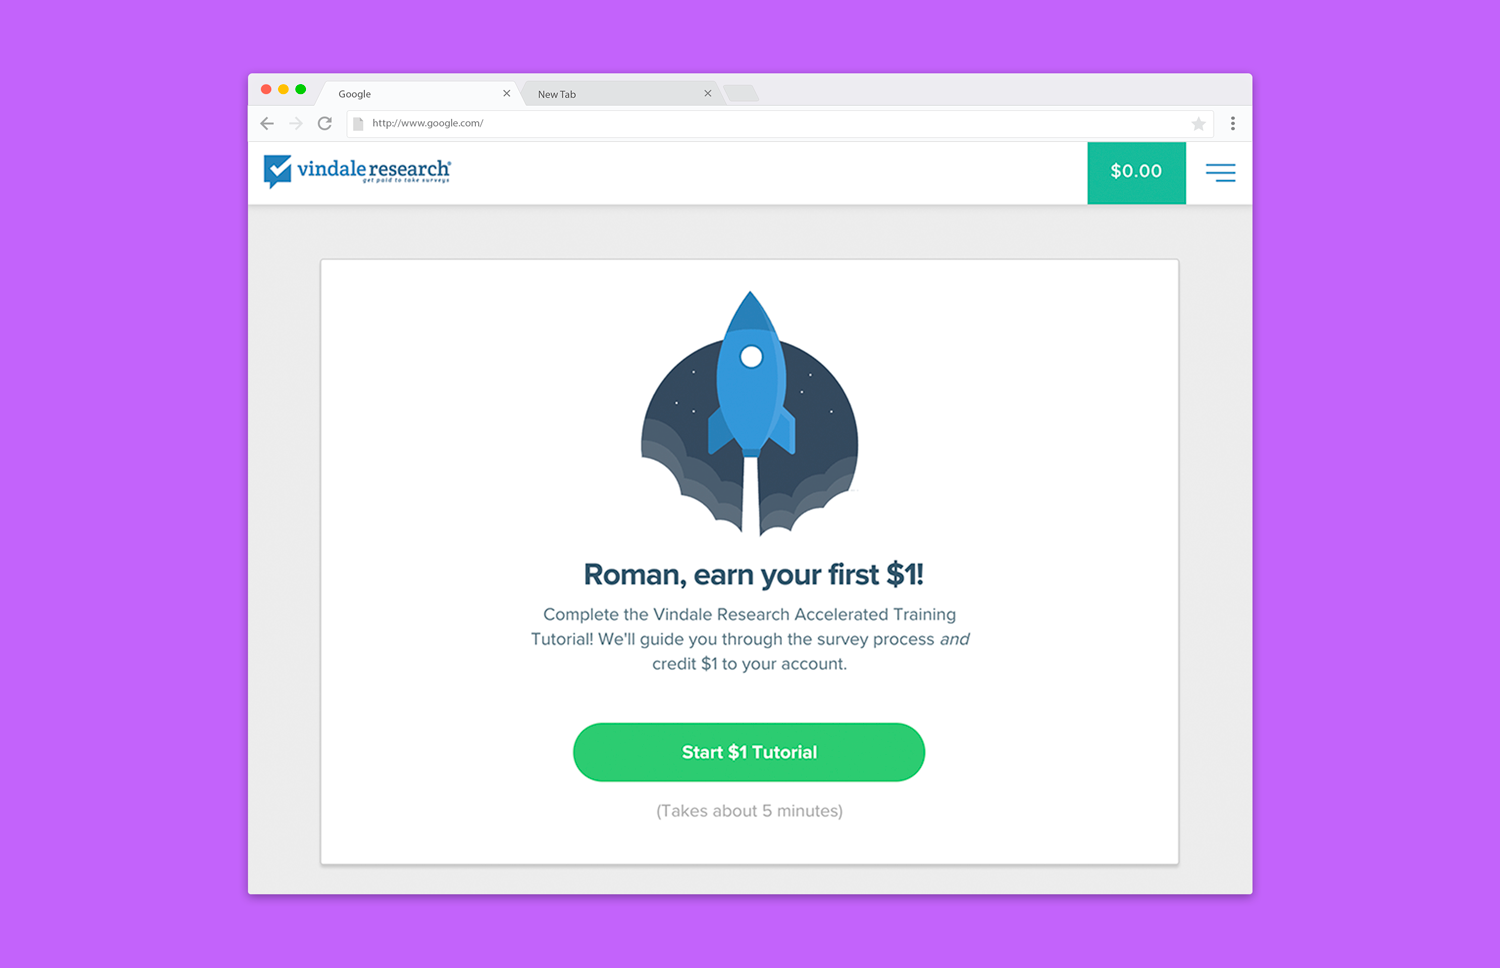 Google
New Tab
http://www.google.com/
vindale research®
get paid to take surveys
$0.00
Roman, earn your first $1!
Complete the Vindale Research Accelerated Training
Tutorial! We'll guide you through the survey process and
credit $1 to your account.
Start $1 Tutorial
(Takes about 5 minutes)